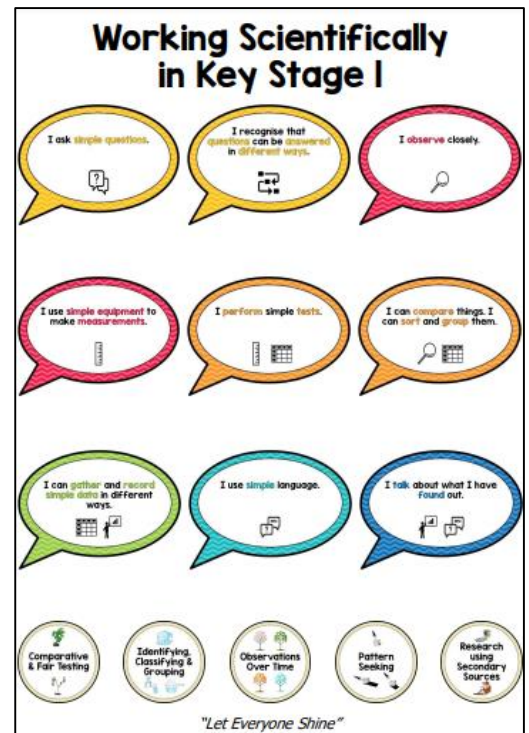 Working Scientifically
in Key Stage 1
I ask simple questions.
I recognise that
questions can be answered
in different ways.
I observe closely.
I use simple equipment to
make measurements.
I perform simple tests.
I can compare things. I
can sort and group them.
I can gather and record
simple data in different
ways.
I use simple language.
I talk about what I have
found out.
Comparative
& Fair Testing
Identifying,
Classifying &
Grouping
Observations
Over Time
Pattern
Seeking
Research
using
Secondary
Sources
"Let Everyone Shine"